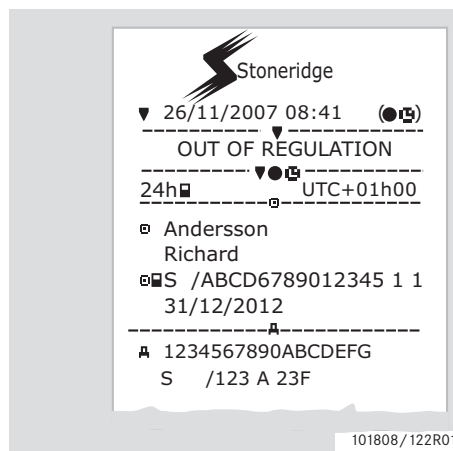 Stoneridge
26/11/2007 08:41 (●)
OUT OF REGULATION
24h UTC+01h00
Andersson
Richard
S /ABCD6789012345 1 1
31/12/2012
1234567890ABCDEFG
S /123 A 23F
101808/122R01